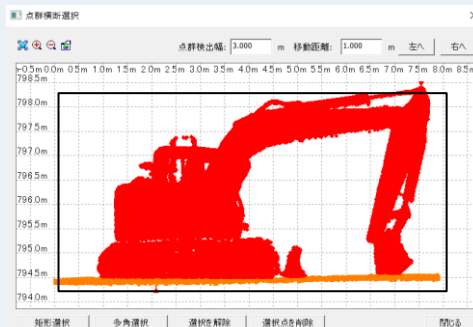 点群横断選択
点群検出幅: 3.000 m 移動距離: 1.000 m 左へ 右へ
-0.5m 0.0m 0.5m 1.0m 1.5m 2.0m 2.5m 3.0m 3.5m 4.0m 4.5m 5.0m 5.5m 6.0m 6.5m 7.0m 7.5m 8.0m 8.5m
798.5m
798.0m
797.5m
797.0m
796.5m
796.0m
795.5m
795.0m
794.5m
794.0m
矩形選択 多角選択 選択を解除 選択点を削除 閉じる